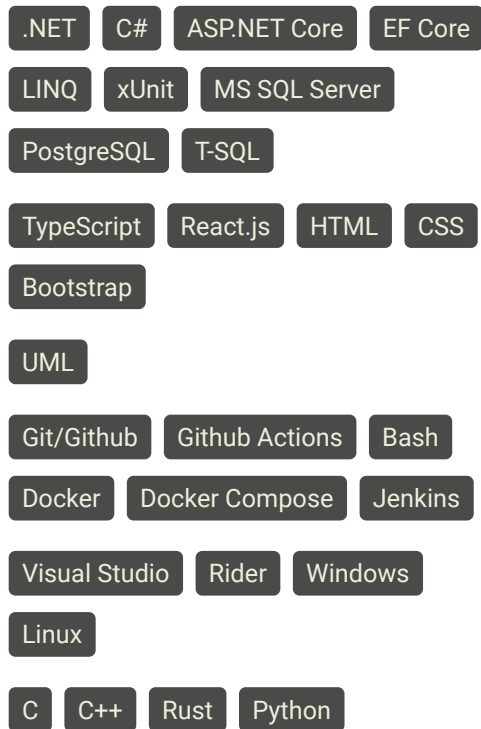 .NET C# ASP.NET Core EF Core
LINQ xUnit MS SQL Server
PostgreSQL T-SQL
TypeScript React.js HTML CSS
Bootstrap
UML
Git/Github Github Actions Bash
Docker Docker Compose Jenkins
Visual Studio Rider Windows
Linux
C C++ Rust Python